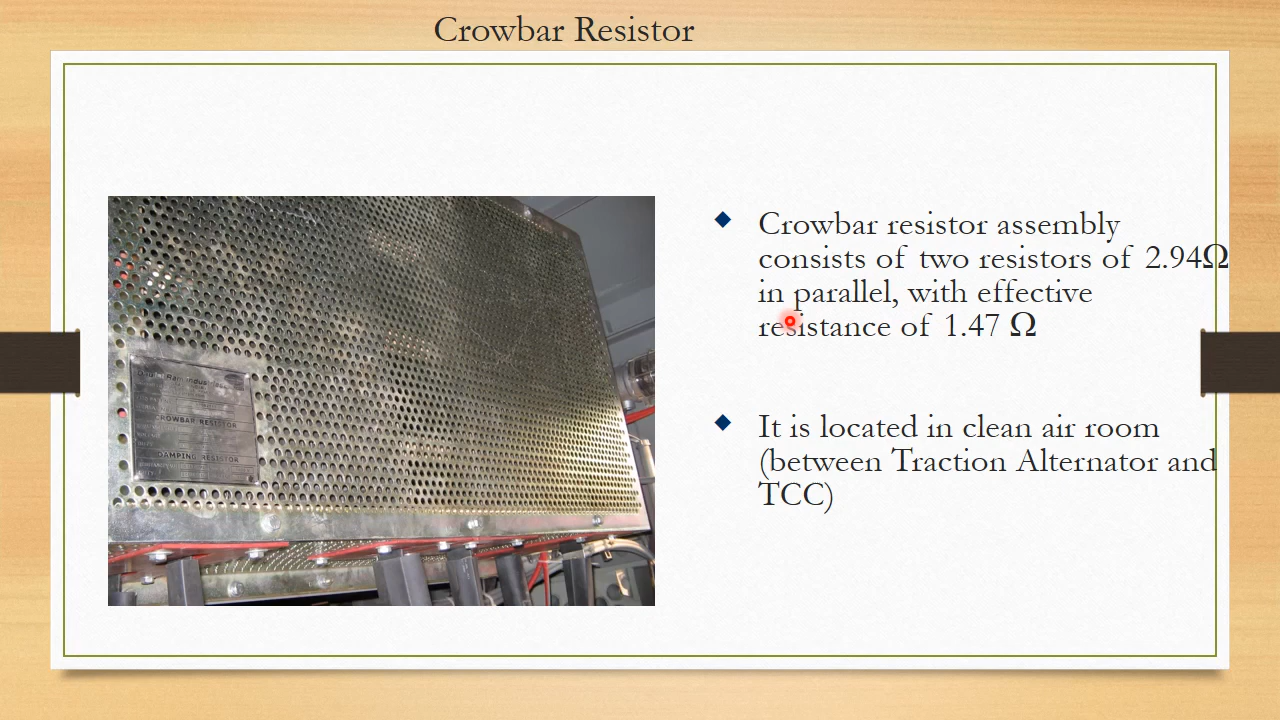 Crowbar Resistor
Crowbar resistor assembly
consists of two resistors of 2.94Ω
in parallel, with effective
resistance of 1.47 Ω
It is located in clean air room
(between Traction Alternator and
TCC)
CROWBAR RESISTOR
DAMPING RESISTOR